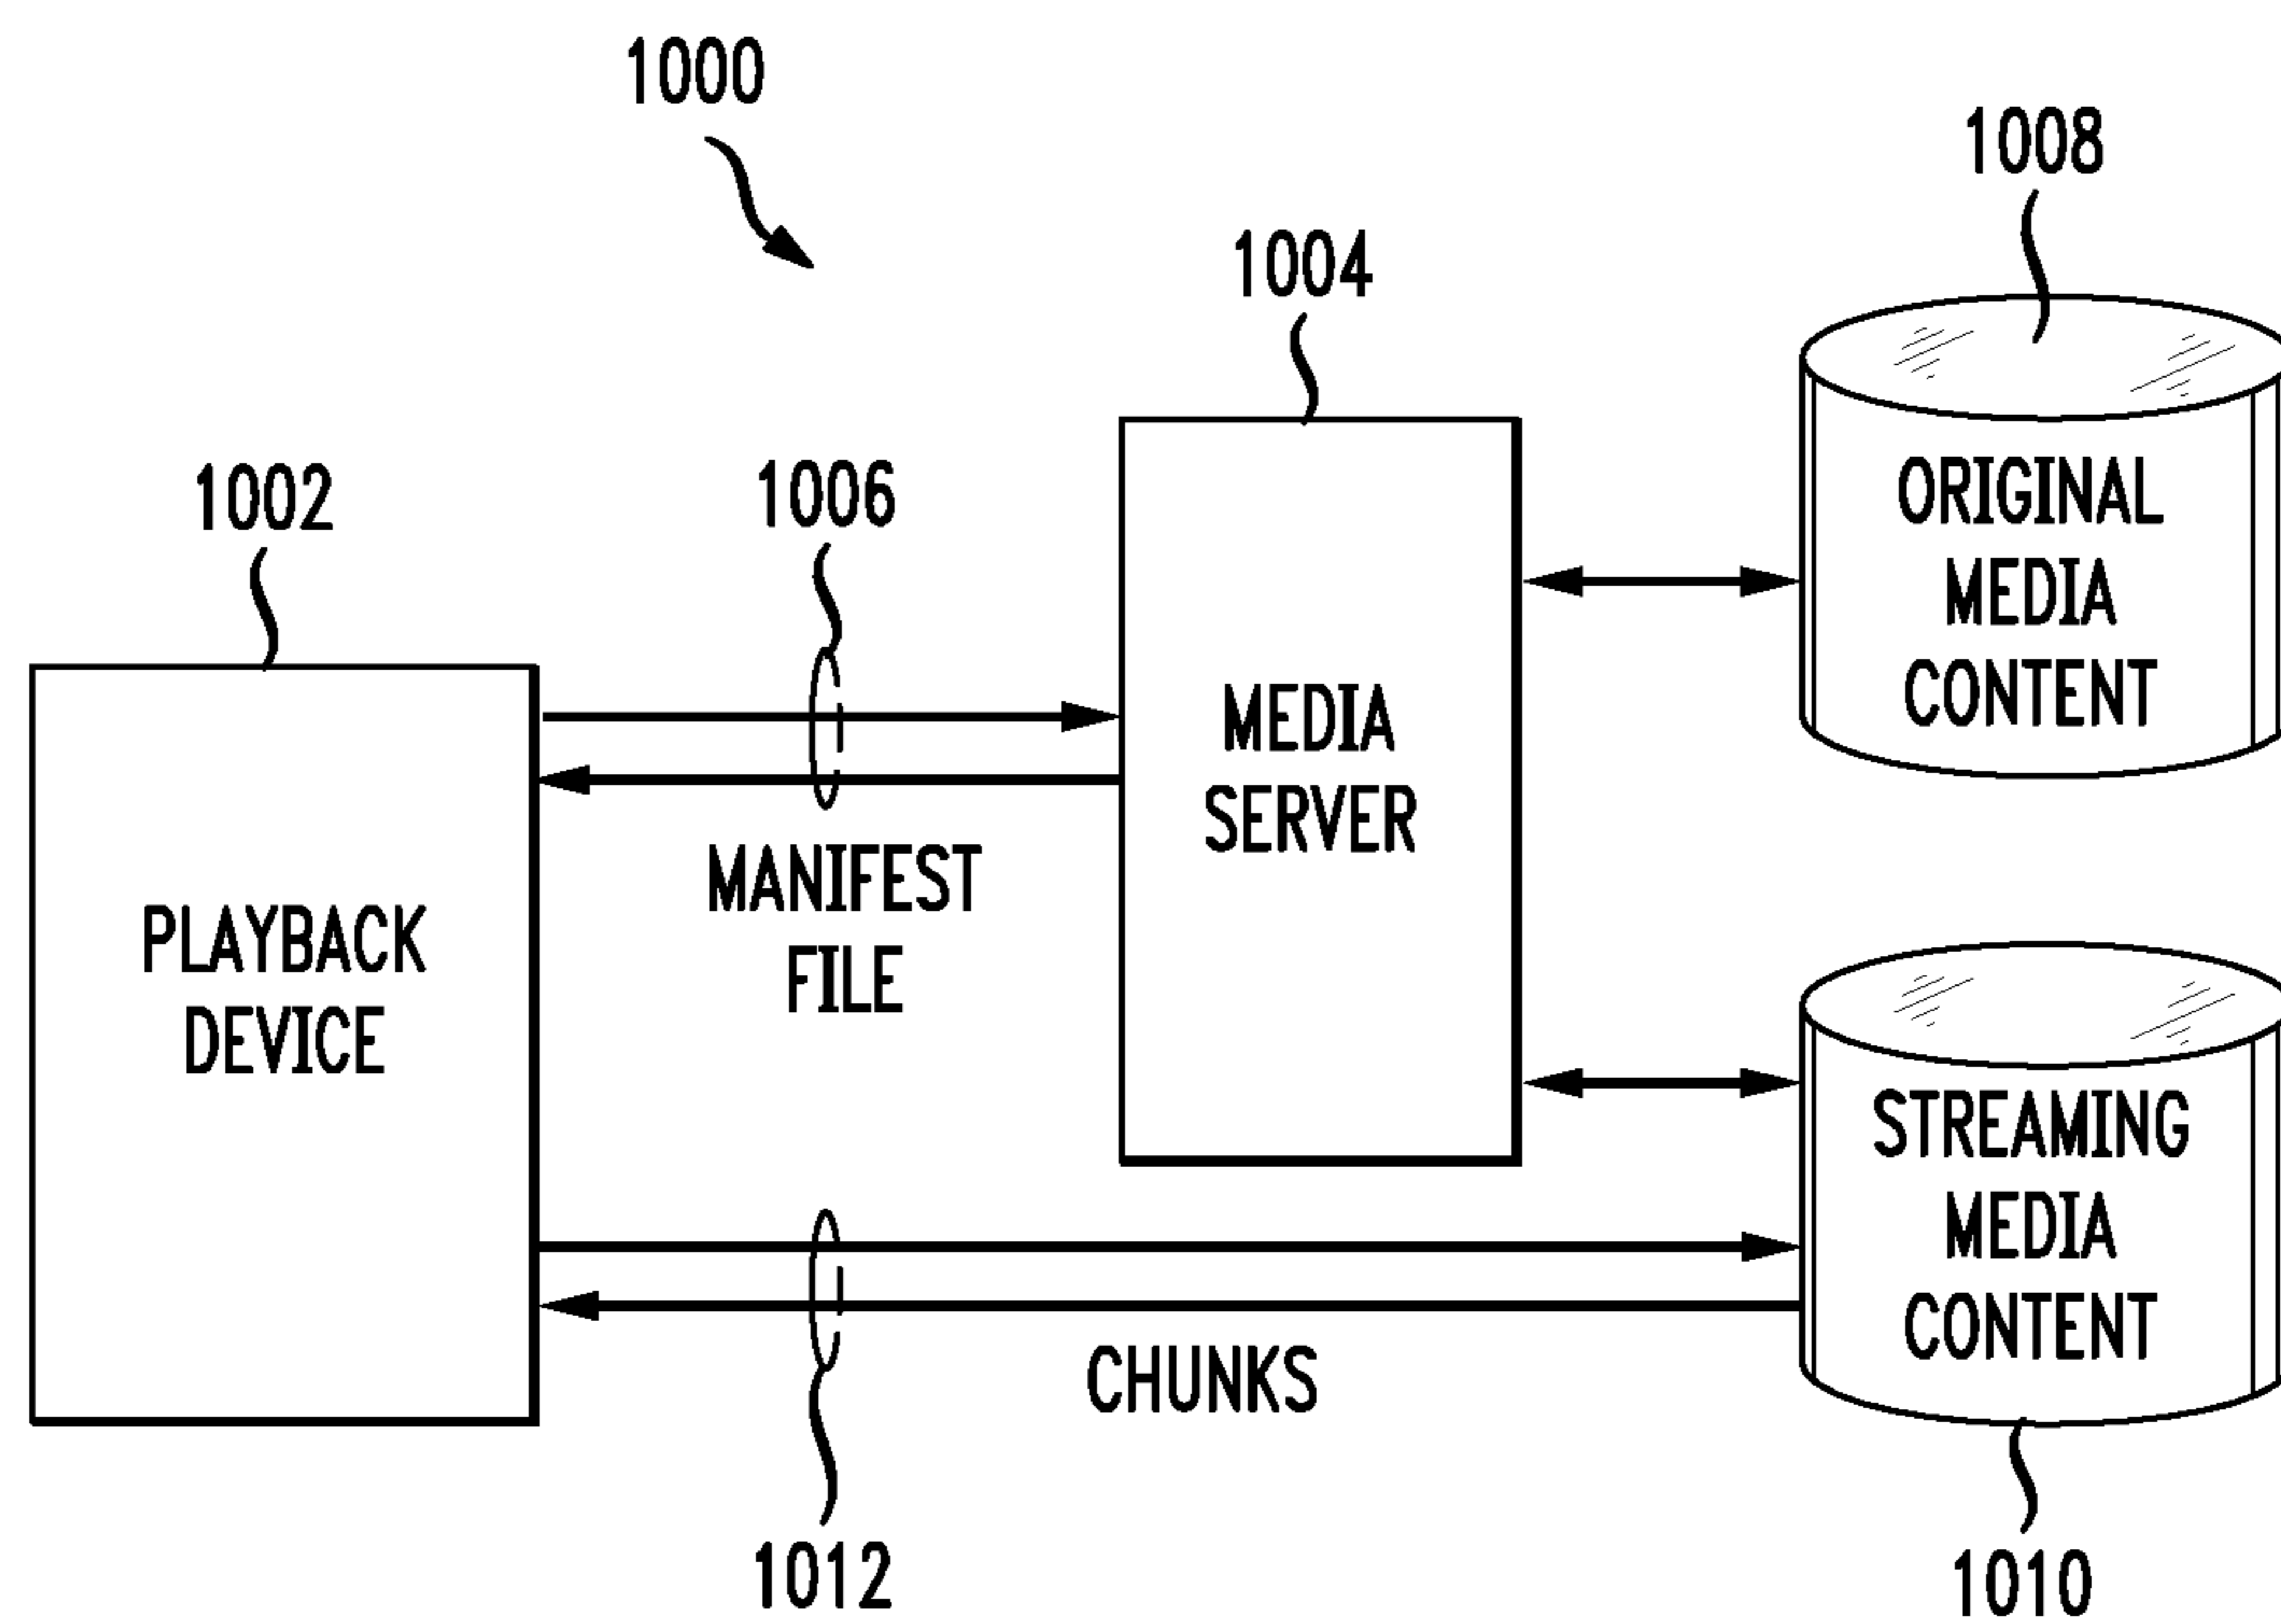 1000
1008
1004
1002
1006
ORIGINAL
MEDIA
CONTENT
MEDIA
SERVER
MANIFEST
FILE
PLAYBACK
DEVICE
STREAMING
MEDIA
CONTENT
CHUNKS
1012
1010